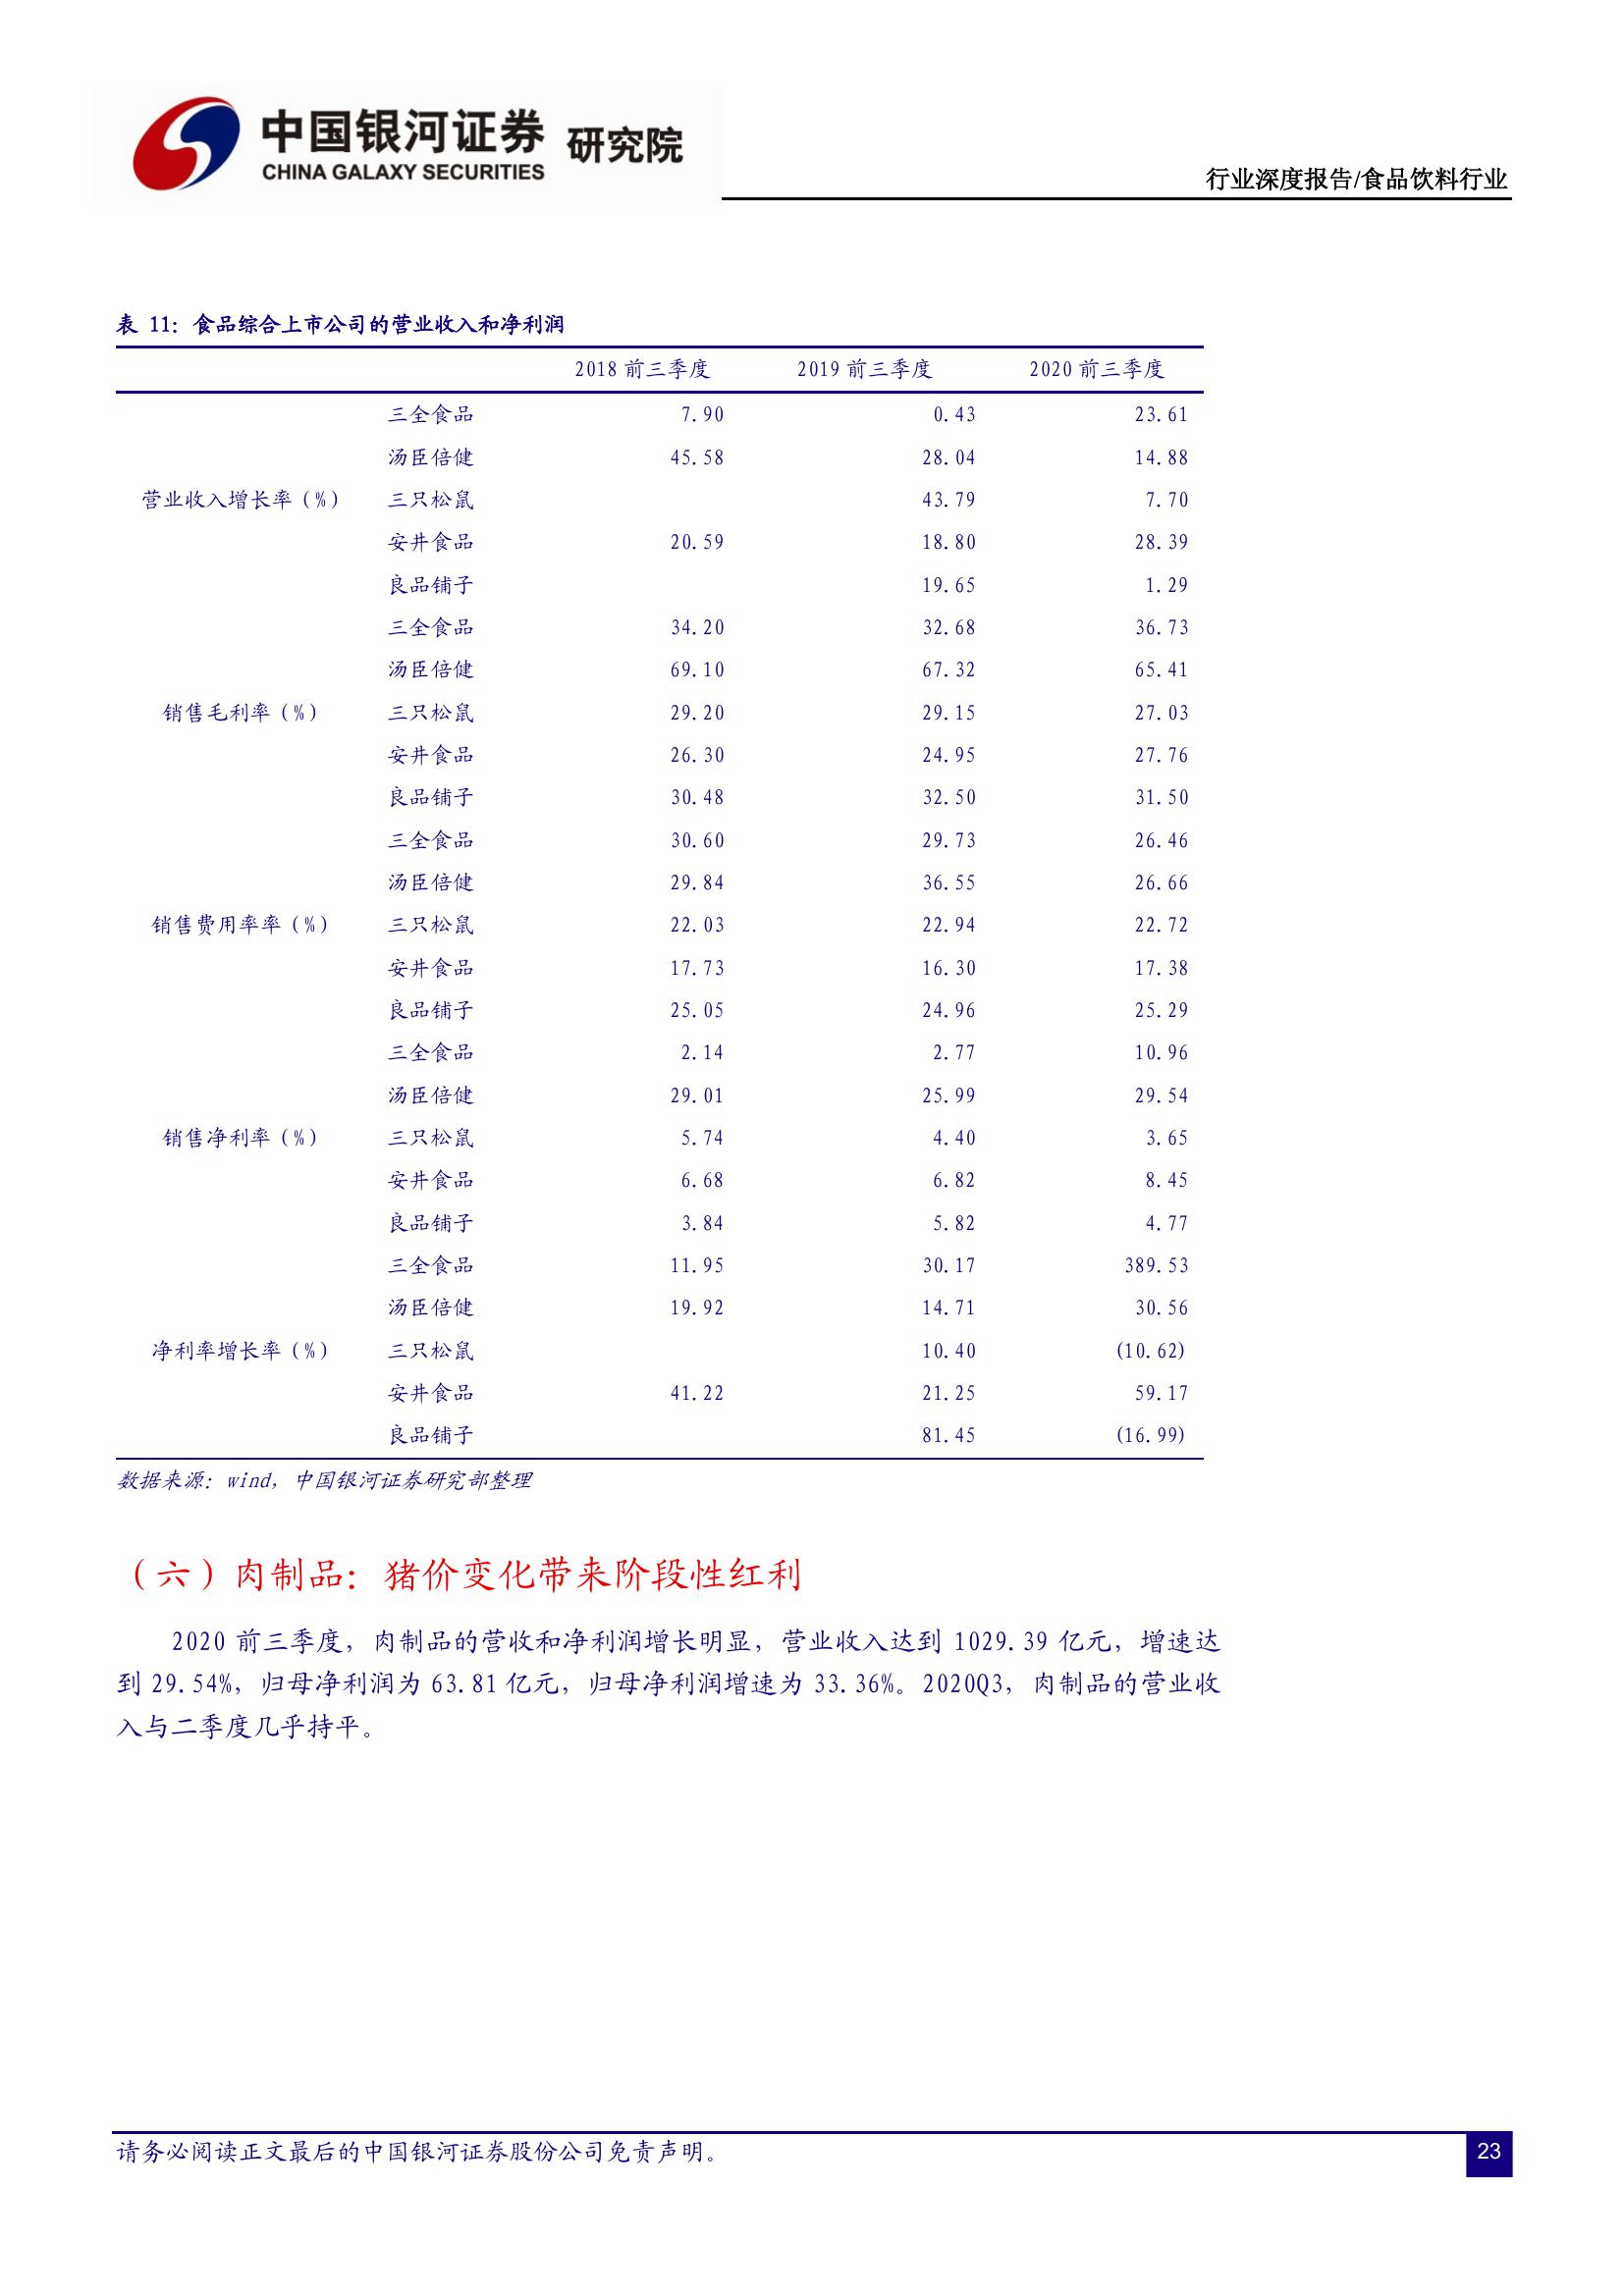 中国银河证券 研究院
CHINA GALAXY SECURITIES
行业深度报告/食品饮料行业
表 11：食品综合上市公司的营业收入和净利润
2018 前三季度 2019 前三季度 2020 前三季度
三全食品 7.90 0.43 23.61
汤臣倍健 45.58 28.04 14.88
营业收入增长率（%） 三只松鼠 43.79 7.70
安井食品 20.59 18.80 28.39
良品铺子 19.65 1.29
三全食品 34.20 32.68 36.73
汤臣倍健 69.10 67.32 65.41
销售毛利率（%） 三只松鼠 29.20 29.15 27.03
安井食品 26.30 24.95 27.76
良品铺子 30.48 32.50 31.50
三全食品 30.60 29.73 26.46
汤臣倍健 29.84 36.55 26.66
销售费用率率（%） 三只松鼠 22.03 22.94 22.72
安井食品 17.73 16.30 17.38
良品铺子 25.05 24.96 25.29
三全食品 2.14 2.77 10.96
汤臣倍健 29.01 25.99 29.54
销售净利率（%） 三只松鼠 5.74 4.40 3.65
安井食品 6.68 6.82 8.45
良品铺子 3.84 5.82 4.77
三全食品 11.95 30.17 389.53
汤臣倍健 19.92 14.71 30.56
净利率增长率（%） 三只松鼠 10.40 (10.62)
安井食品 41.22 21.25 59.17
良品铺子 81.45 (16.99)
数据来源：wind，中国银河证券研究部整理
（六）肉制品：猪价变化带来阶段性红利
2020 前三季度，肉制品的营收和净利润增长明显，营业收入达到 1029.39 亿元，增速达
到 29.54%，归母净利润为 63.81 亿元，归母净利润增速为 33.36%。2020Q3，肉制品的营业收
入与二季度几乎持平。
请务必阅读正文最后的中国银河证券股份公司免责声明。
23